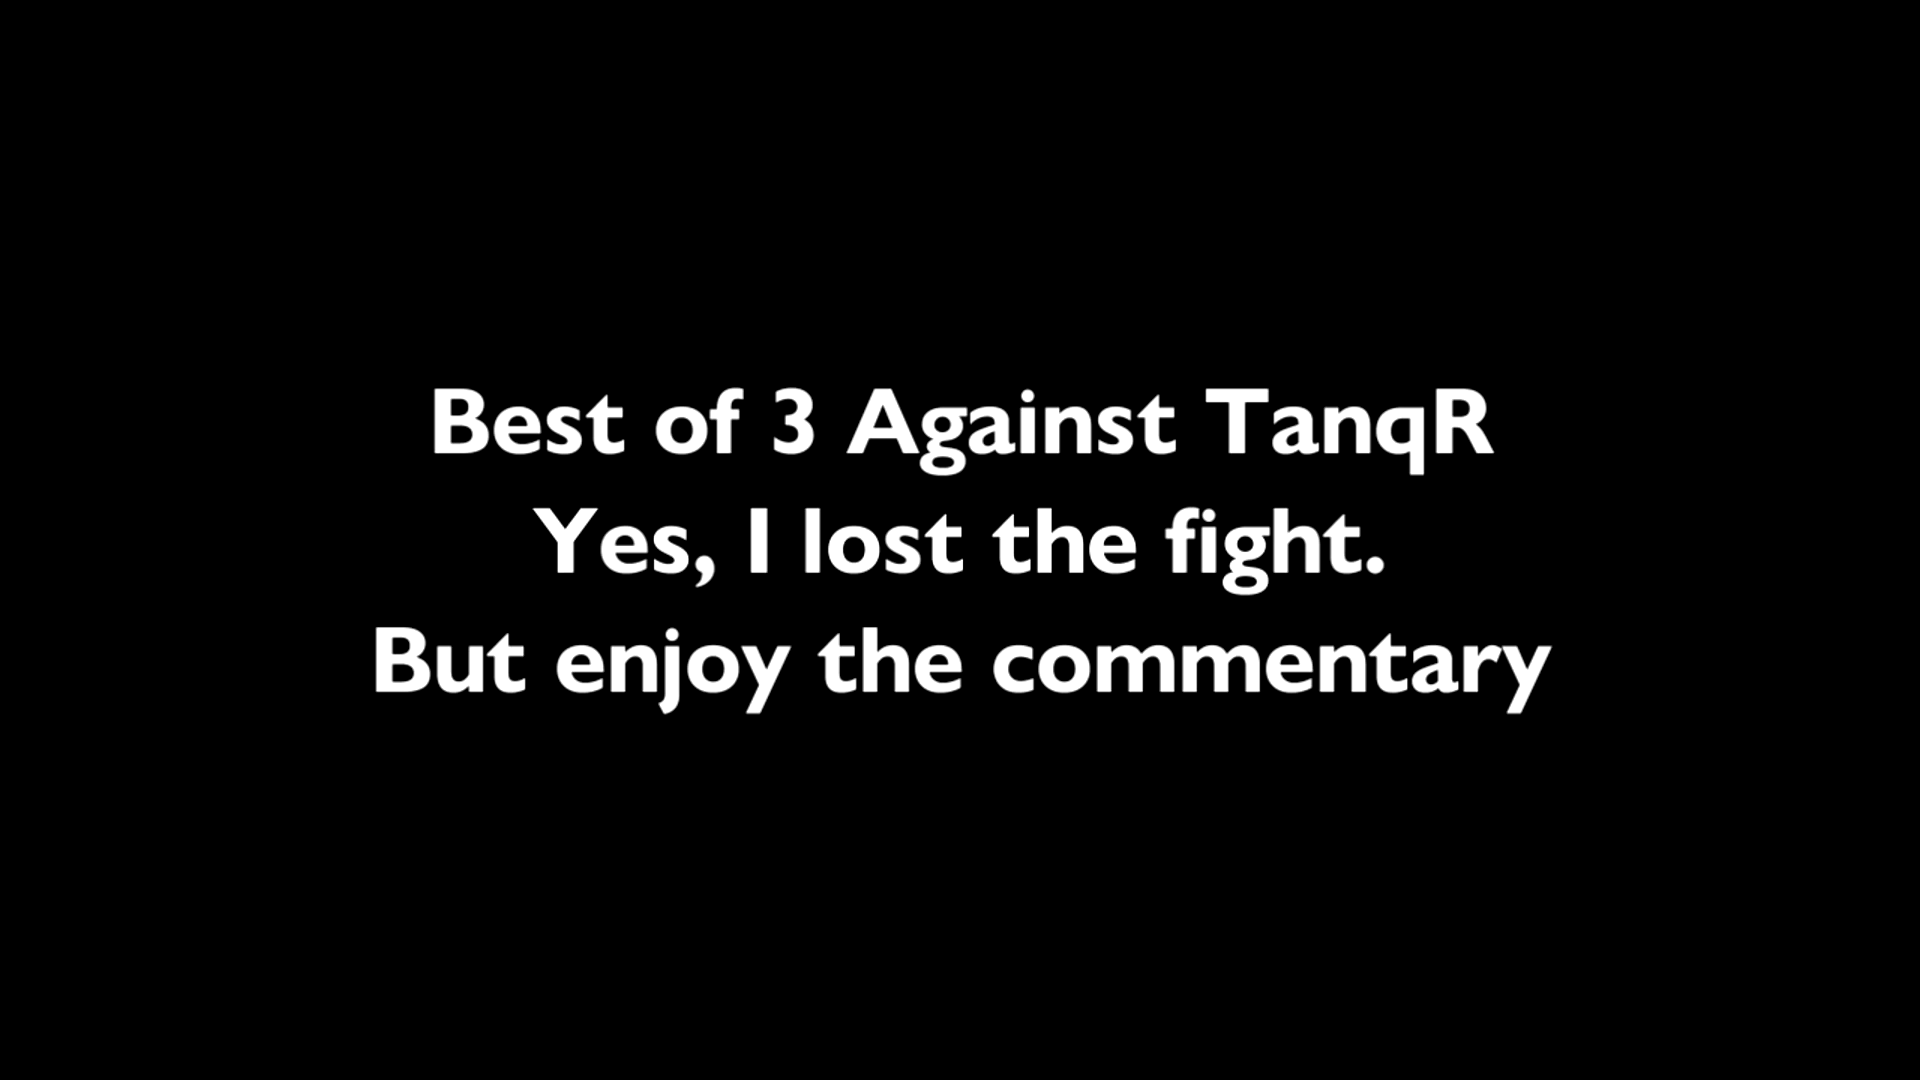 Best of 3 Against TanqR
Yes, I lost the fight.
But enjoy the commentary